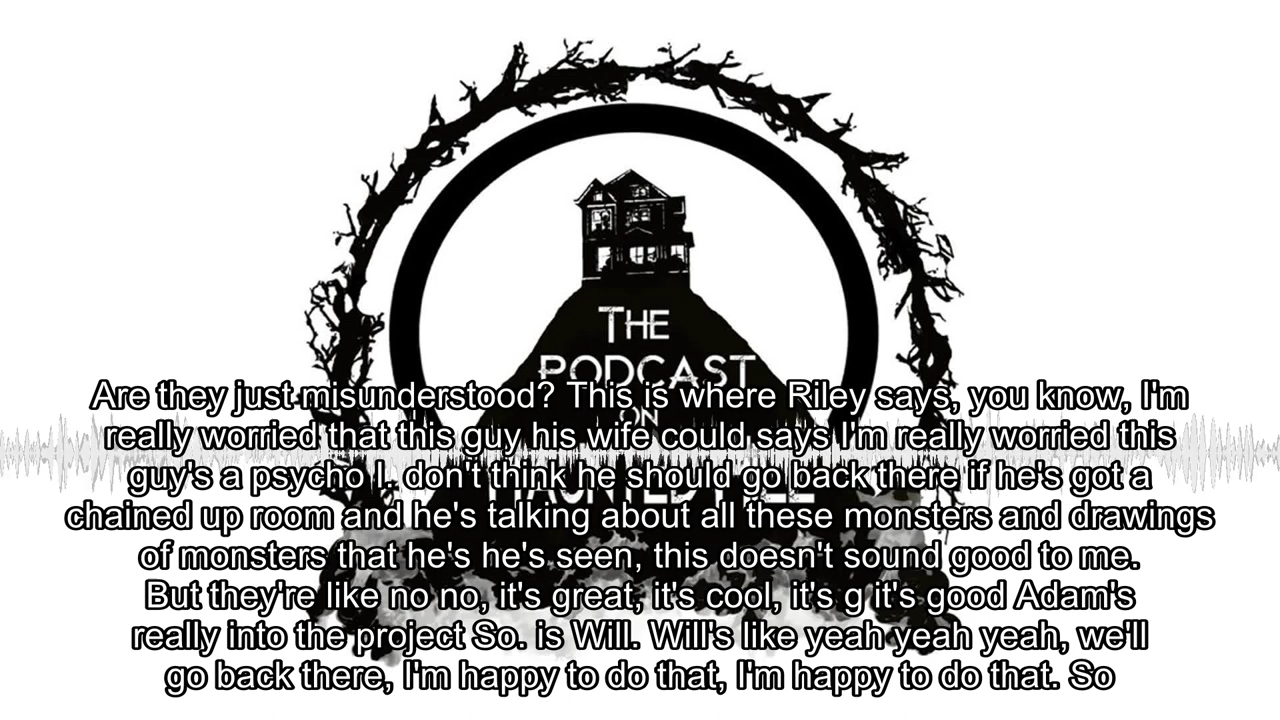 THE
PODCAST
ON
HAUNTED HILL
Are they just misunderstood? This is where Riley says, you know, I'm
really worried that this guy his wife could says I'm really worried this
guy's a psycho I. don't think he should go back there if he's got a
chained up room and he's talking about all these monsters and drawings
of monsters that he's he's seen, this doesn't sound good to me.
But they're like no no, it's great, it's cool, it's g it's good Adam's
really into the project So. is Will. Will's like yeah yeah yeah, we'll
go back there, I'm happy to do that, I'm happy to do that. So